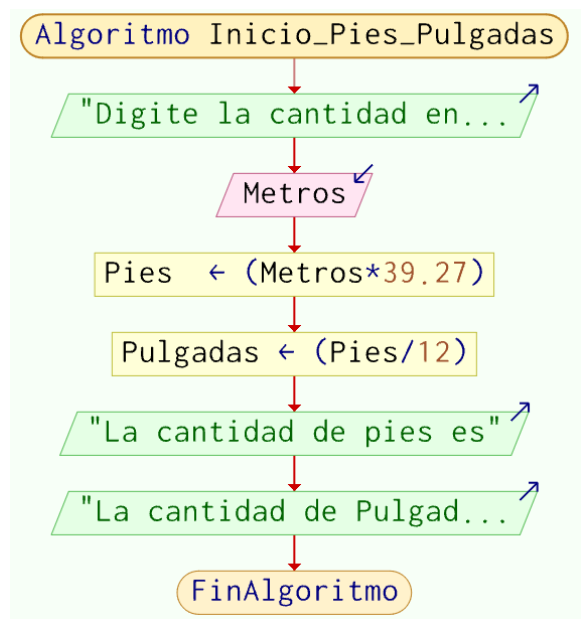 Algoritmo Inicio_Pies_Pulgadas
"Digite la cantidad en...
Metros
Pies ← (Metros*39.27)
Pulgadas ← (Pies/12)
"La cantidad de pies es"
"La cantidad de Pulgad...
FinAlgoritmo